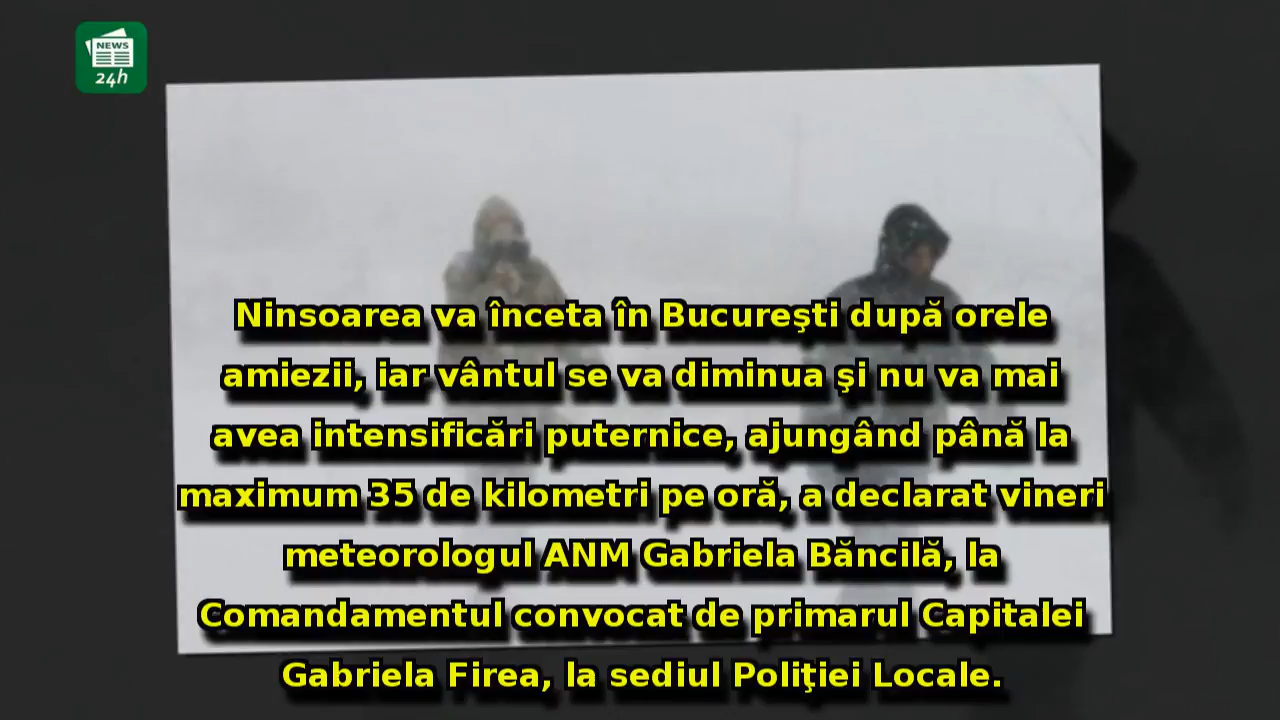 NEWS
24h
Ninsoarea va înceta în Bucureşti după orele
amiezii, iar vântul se va diminua şi nu va mai
avea intensificări puternice, ajungând până la
maximum 35 de kilometri pe oră, a declarat vineri
meteorologul ANM Gabriela Băncilă, la
Comandamentul convocat de primarul Capitalei
Gabriela Firea, la sediul Poliţiei Locale.